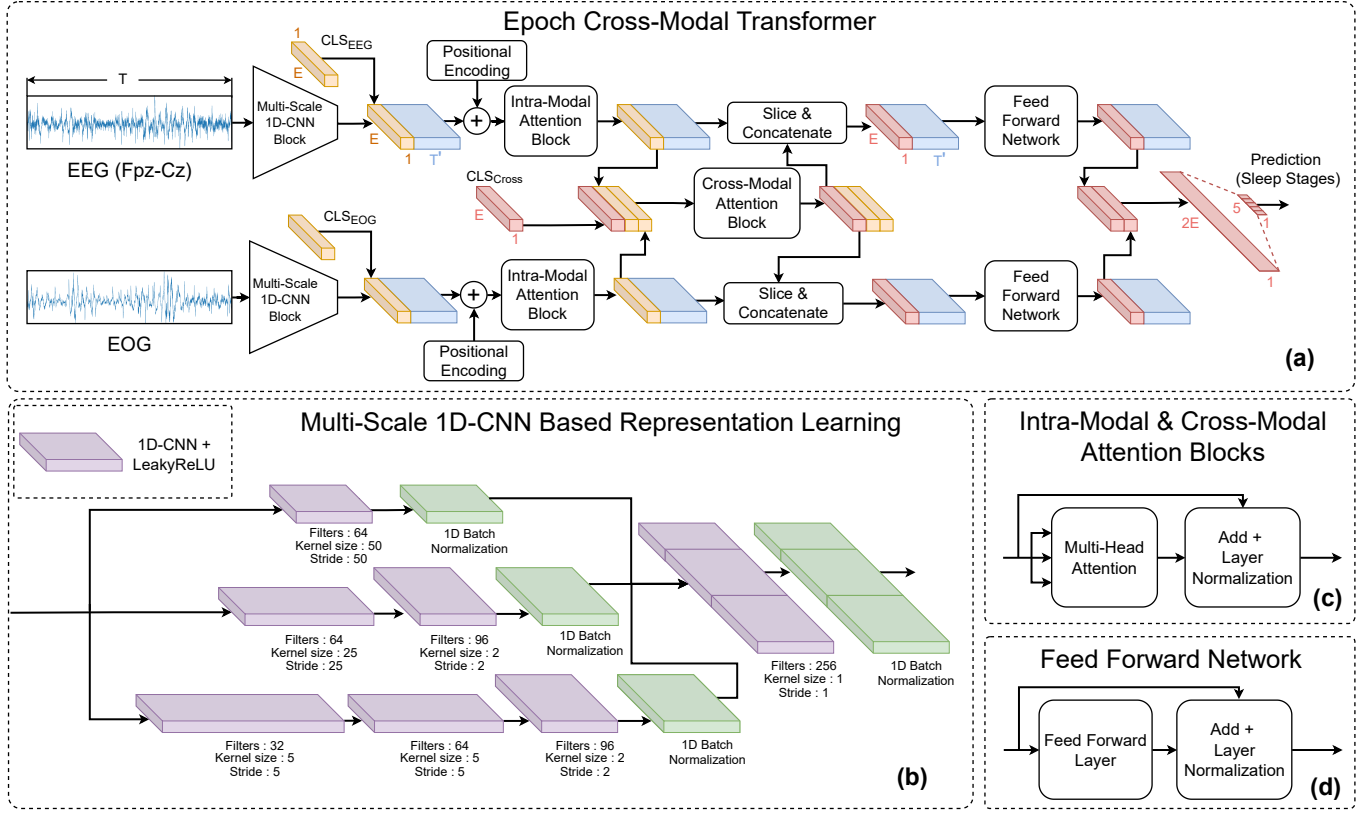 Epoch Cross-Modal Transformer
T
EEG (Fpz-Cz)
Multi-Scale
1D-CNN
Block
1
E
CLS_EEG
E
1
T'
Positional
Encoding
+
Intra-Modal
Attention
Block
Slice &
Concatenate
E
1
T'
Feed
Forward
Network
CLS_Cross
E
1
Cross-Modal
Attention
Block
Prediction
(Sleep Stages)
2E
5
1
1
EOG
Multi-Scale
1D-CNN
Block
CLS_EOG
+
Positional
Encoding
Intra-Modal
Attention
Block
Slice &
Concatenate
Feed
Forward
Network
(a)
Multi-Scale 1D-CNN Based Representation Learning
1D-CNN +
LeakyReLU
Filters : 64
Kernel size : 50
Stride : 50
1D Batch
Normalization
Filters : 64
Kernel size : 25
Stride : 25
Filters : 96
Kernel size : 2
Stride : 2
1D Batch
Normalization
Filters : 32
Kernel size : 5
Stride : 5
Filters : 64
Kernel size : 5
Stride : 5
Filters : 96
Kernel size : 2
Stride : 2
1D Batch
Normalization
Filters : 256
Kernel size : 1
Stride : 1
1D Batch
Normalization
(b)
Intra-Modal & Cross-Modal
Attention Blocks
Multi-Head
Attention
Add +
Layer
Normalization
(c)
Feed Forward Network
Feed Forward
Layer
Add +
Layer
Normalization
(d)